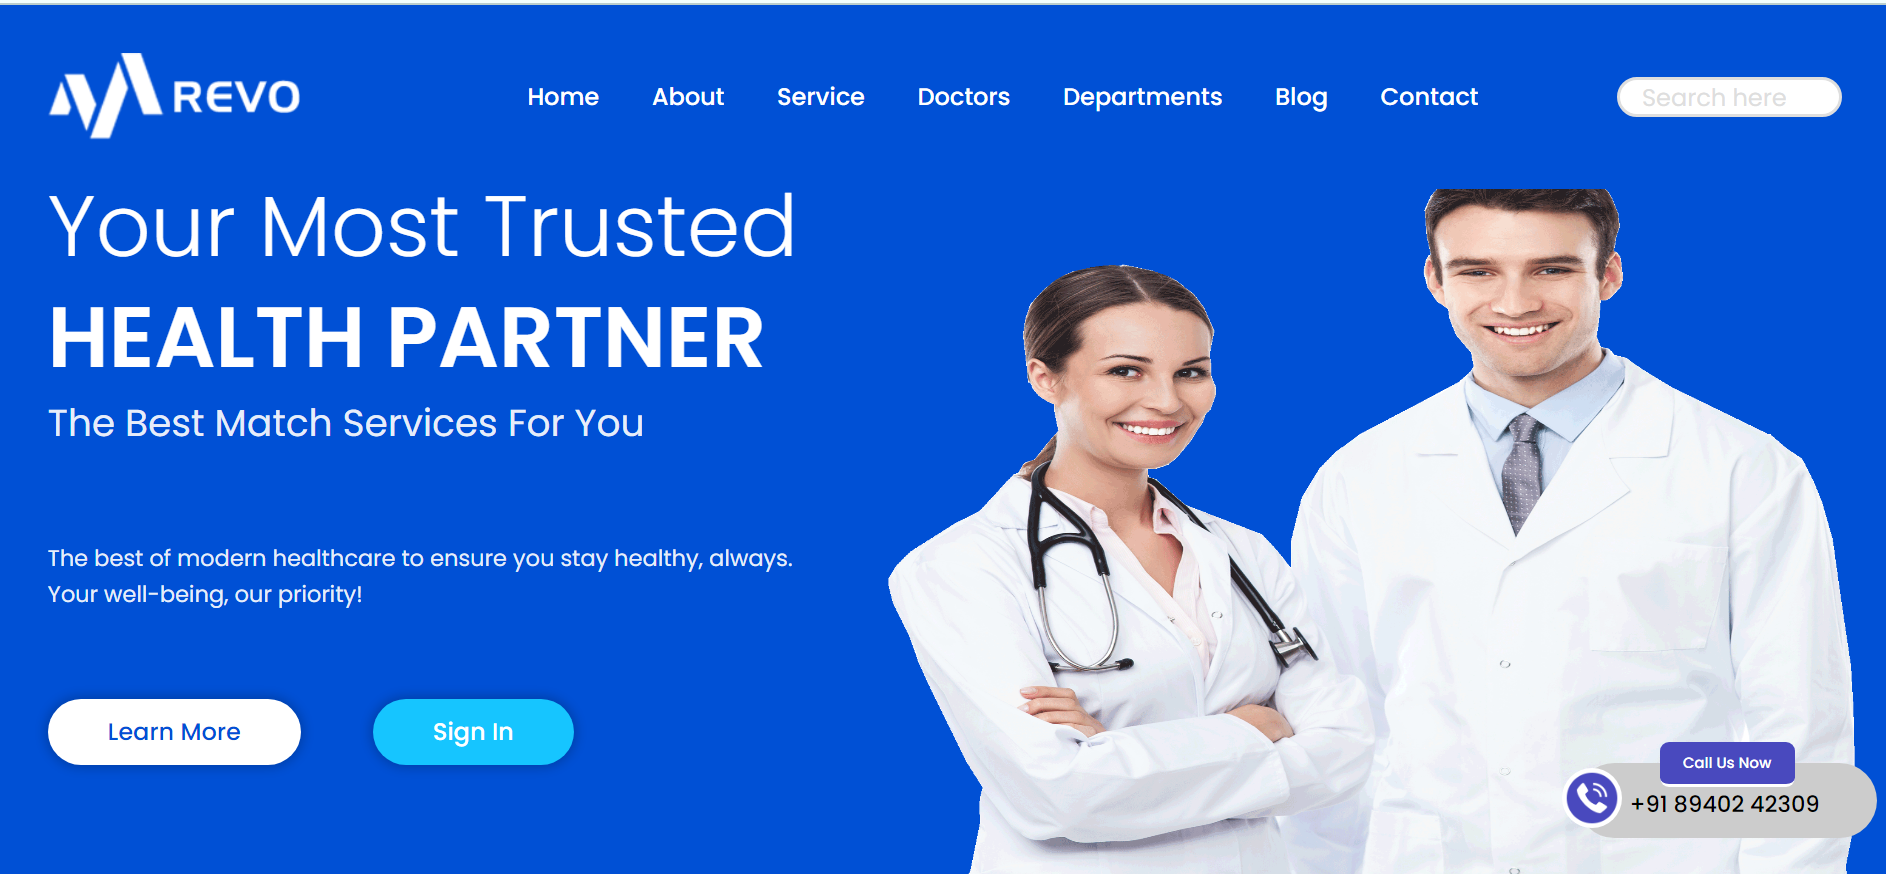 REVO
Home About Service Doctors Departments Blog Contact
Search here
Your Most Trusted
HEALTH PARTNER
The Best Match Services For You
The best of modern healthcare to ensure you stay healthy, always.
Your well-being, our priority!
Learn More Sign In
Call Us Now
+91 89402 42309